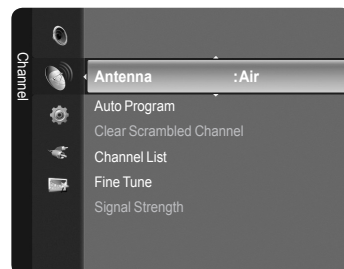 Channel
Antenna :Air
Auto Program
Clear Scrambled Channel
Channel List
Fine Tune
Signal Strength